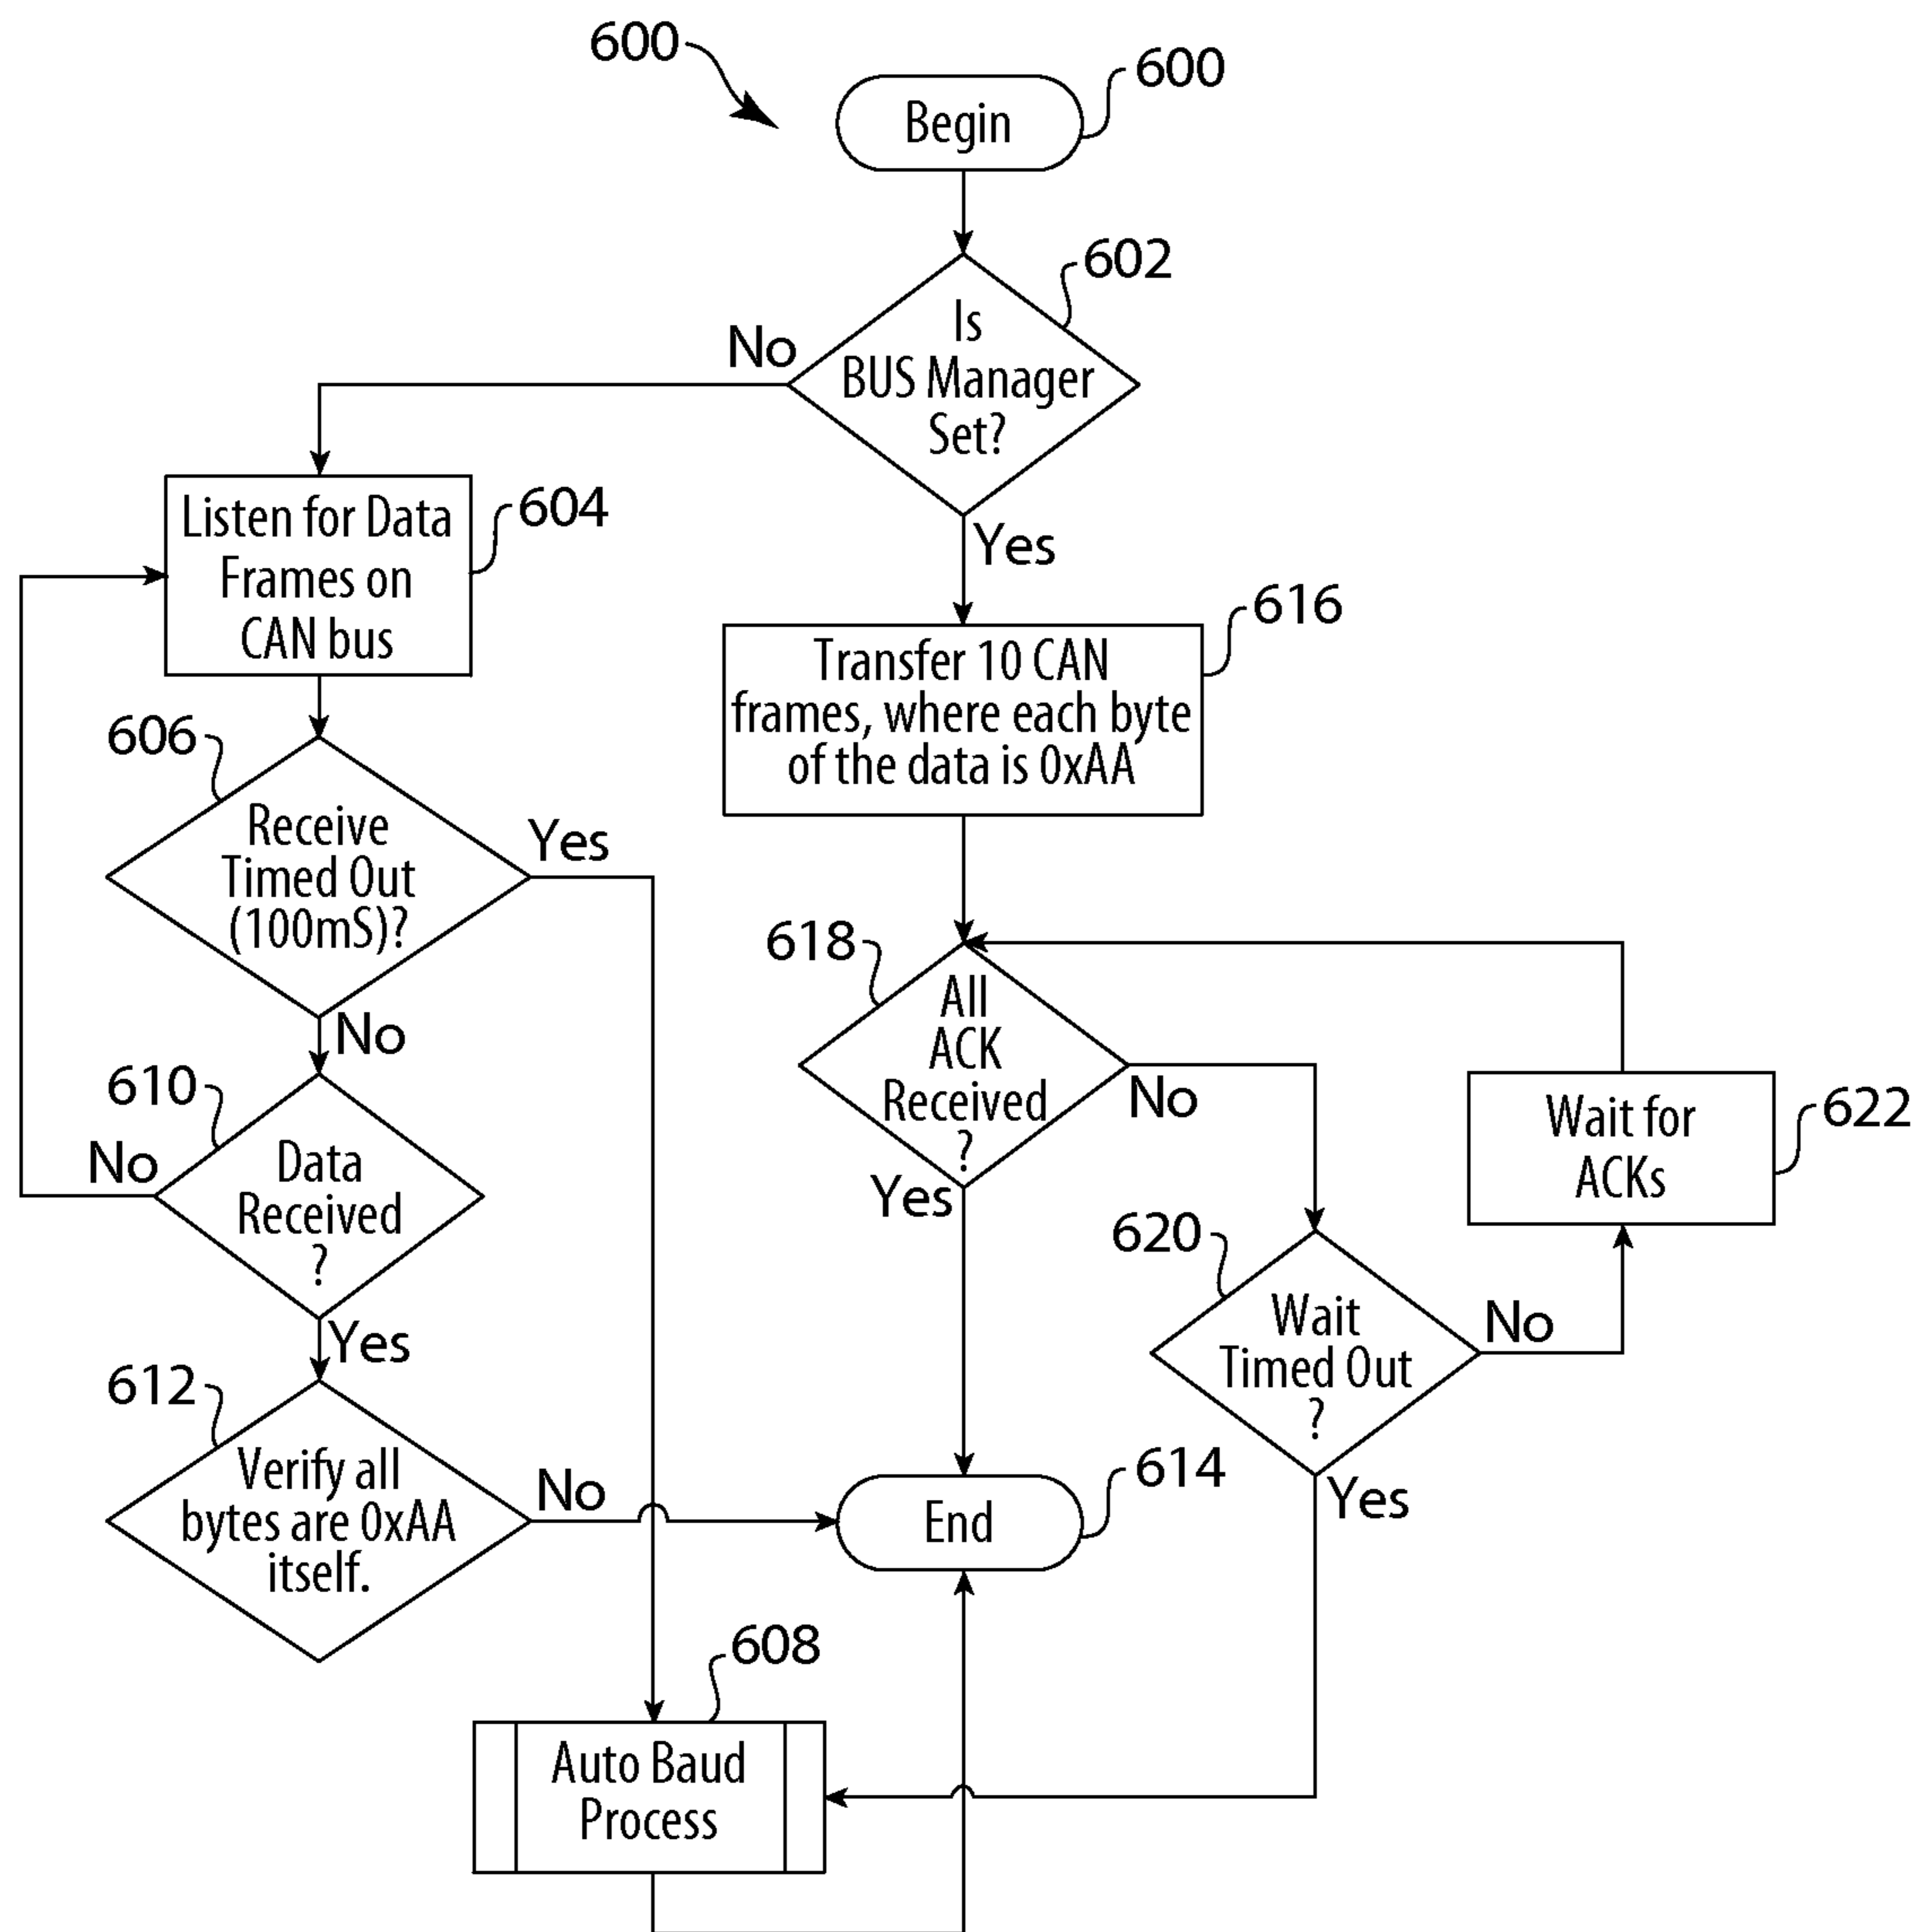 600
Begin
600
602
Is
BUS Manager
Set?
No
Yes
Listen for Data
Frames on
CAN bus
604
616
Transfer 10 CAN
frames, where each byte
of the data is 0xAA
606
Receive
Timed Out
(100mS)?
Yes
No
618
All
ACK
Received
?
No
Yes
610
Data
Received
?
No
Yes
Wait for
ACKs
622
620
Wait
Timed Out
?
No
Yes
612
Verify all
bytes are 0xAA
itself.
No
End
614
608
Auto Baud
Process